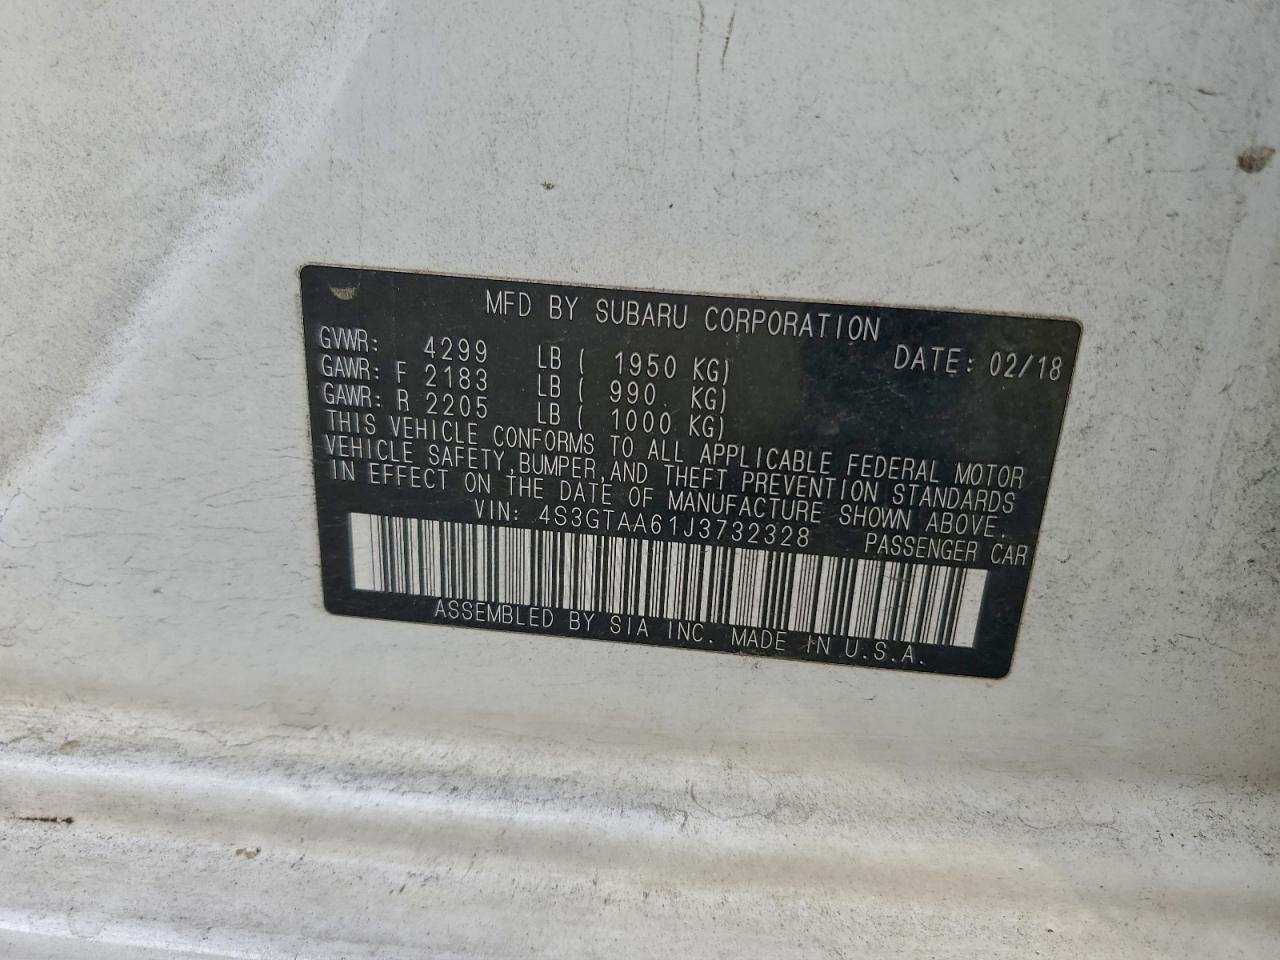 MFD BY SUBARU CORPORATION
GVWR: 4299 LB ( 1950 KG) DATE: 02/18
GAWR: F 2183 LB ( 990 KG)
GAWR: R 2205 LB ( 1000 KG)
THIS VEHICLE CONFORMS TO ALL APPLICABLE FEDERAL MOTOR
VEHICLE SAFETY, BUMPER, AND THEFT PREVENTION STANDARDS
IN EFFECT ON THE DATE OF MANUFACTURE SHOWN ABOVE.
VIN: 4S3GTAA61J3732328 PASSENGER CAR
ASSEMBLED BY SIA INC. MADE IN U.S.A.